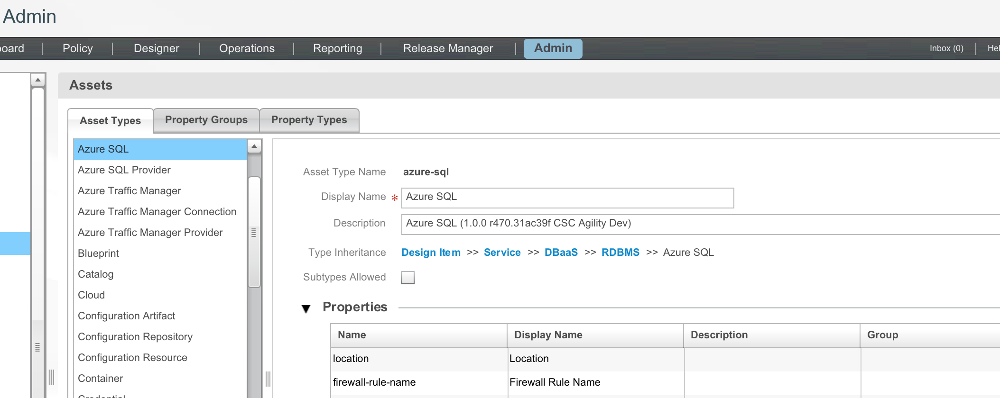 Admin
Policy
Designer
Operations
Reporting
Release Manager
Admin
Inbox (0)
Assets
Asset Types
Property Groups
Property Types
Azure SQL
Azure SQL Provider
Azure Traffic Manager
Azure Traffic Manager Connection
Azure Traffic Manager Provider
Blueprint
Catalog
Cloud
Configuration Artifact
Configuration Repository
Configuration Resource
Container
Asset Type Name azure-sql
Display Name * Azure SQL
Description Azure SQL (1.0.0 r470.31ac39f CSC Agility Dev)
Type Inheritance Design Item >> Service >> DBaaS >> RDBMS >> Azure SQL
Subtypes Allowed
Properties
Name Display Name Description Group
location Location
firewall-rule-name Firewall Rule Name